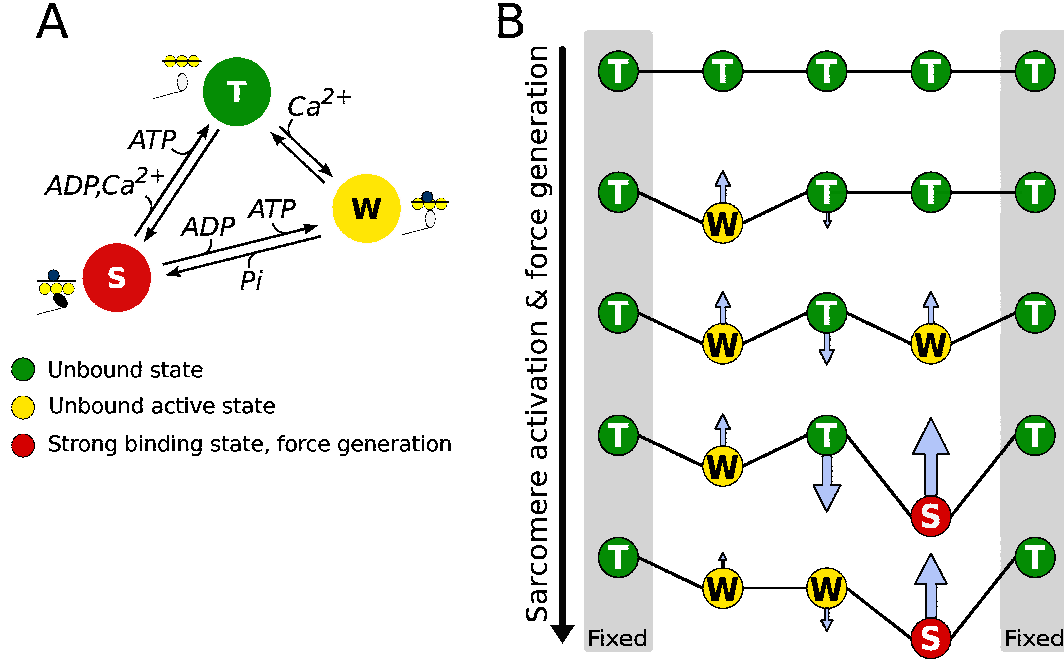 A
T
Ca2+
ATP
ADP,Ca2+
W
ATP
ADP
S
Pi
Unbound state
Unbound active state
Strong binding state, force generation
B
Sarcomere activation & force generation
T T T T T
T W T T T
T W T W T
T W T S T
T W W S T
Fixed Fixed